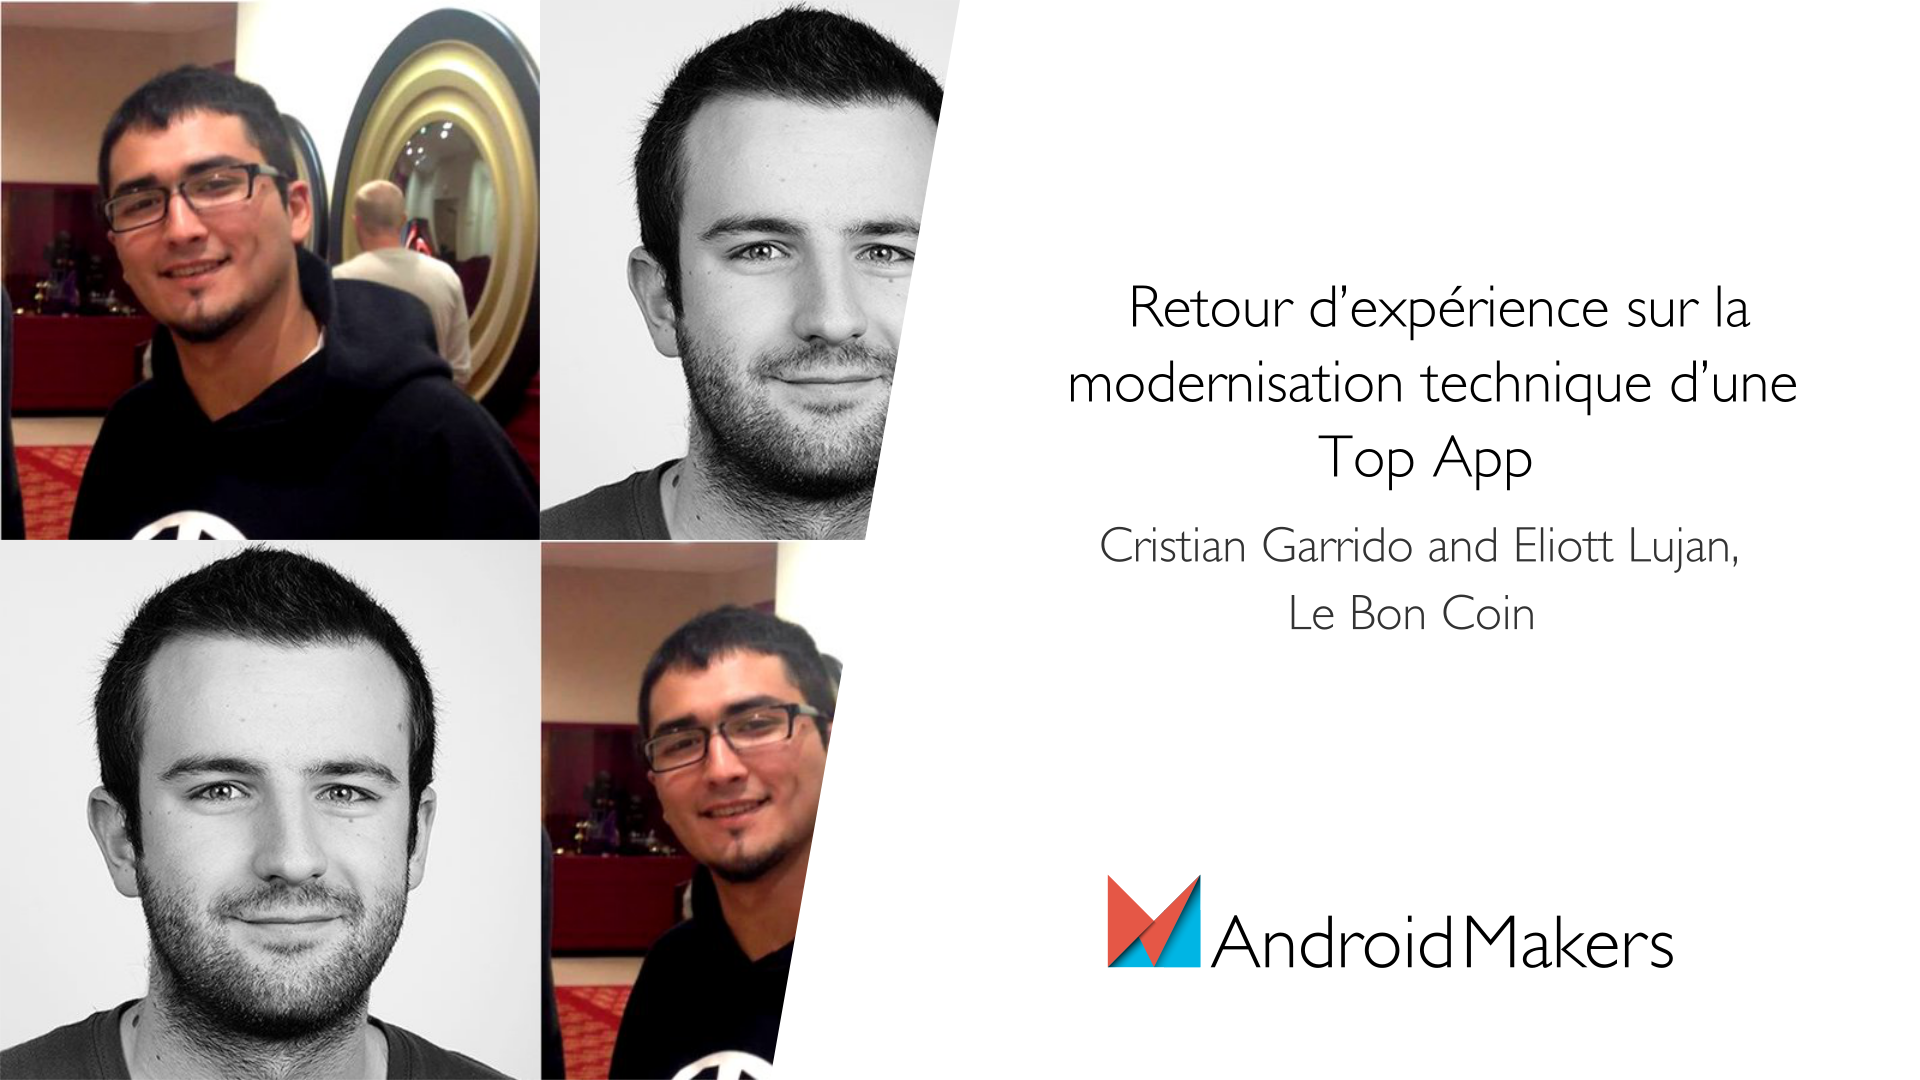 Retour d’expérience sur la
modernisation technique d’une
Top App
Cristian Garrido and Eliott Lujan,
Le Bon Coin
AndroidMakers